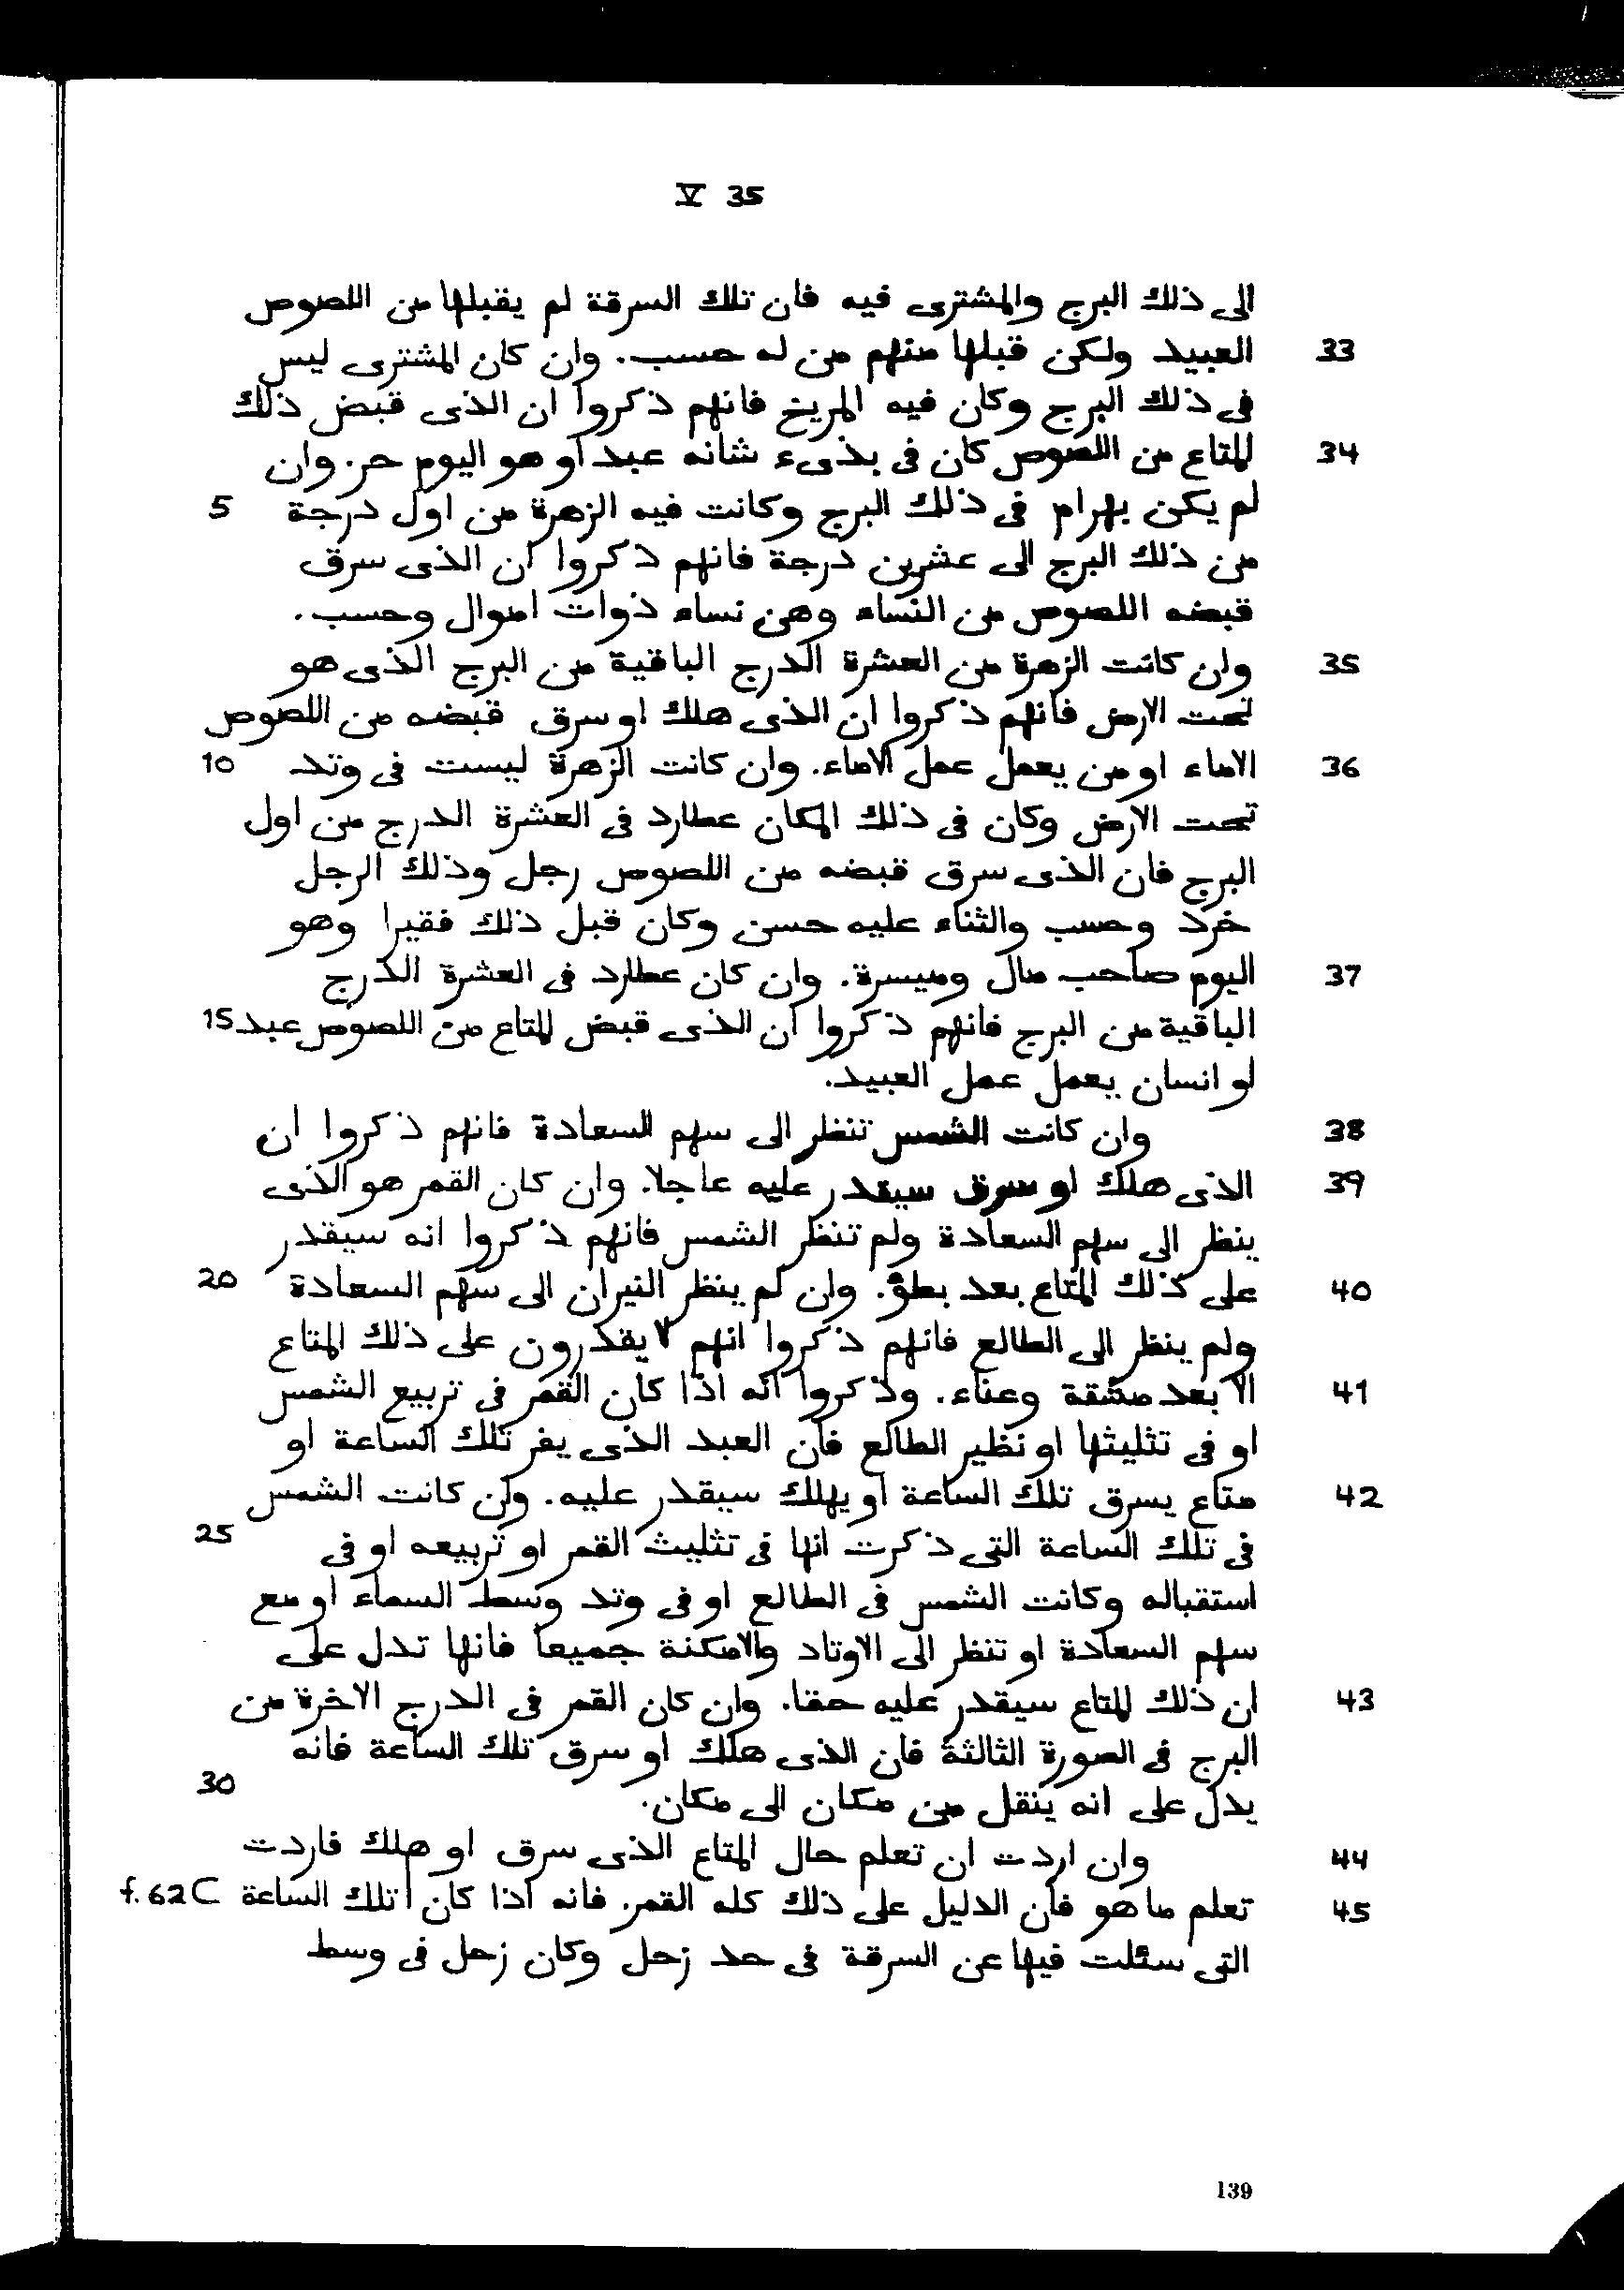 V 35
الى ذلك البرج والمشترى فيه فان تلك السرقة لم يقبلها من اللصوص
33 العبيد ولكن قبلها منهم من له حسب. وان كان المشترى ليس
فى ذلك البرج وكان فيه المريخ فانهم ذكروا ان الذى قبض ذلك
34 المتاع من اللصوص كان فى بذىء شانه عبد او هو اليوم حر. وان
لم يكن بهرام فى ذلك البرج وكانت فيه الزهرة من اول درجة 5
من ذلك البرج الى عشرين درجة فانهم ذكروا ان الذى سرق
قبضه اللصوص من النساء وهن نساء ذوات اموال وحسب.
35 وان كانت الزهرة من العشرة الدرج الباقية من البرج الذى هو
تحت الارض فانهم ذكروا ان الذى هلك او سرق قبضه من اللصوص
36 الاماء او من يعمل عمل الاماء. وان كانت الزهرة ليست فى وتد 10
تحت الارض وكان فى ذلك المكان عطارد فى العشرة الدرج من اول
البرج فان الذى سرق قبضه من اللصوص رجل وذلك الرجل
خرد وحسب والثناء عليه حسن وكان قبل ذلك فقيرا وهو
37 اليوم صاحب مال وميسرة. وان كان عطارد فى العشرة الدرج
الباقية من البرج فانهم ذكروا ان الذى قبض المتاع من اللصوص عبد 15
او انسان يعمل عمل العبيد.
38 وان كانت الشمس تنظر الى سهم السعادة فانهم ذكروا ان
39 الذى هلك او سرق سيقدر عليه عاجلا. وان كان القمر هو الذى
ينظر الى سهم السعادة ولم تنظر الشمس فانهم ذكروا انه سيقدر
40 على ذلك المتاع بعد بطؤ. وان لم ينظر النيران الى سهم السعادة 20
ولم ينظر الى الطالع فانهم ذكروا انهم لا يقدرون على ذلك المتاع
41 الا بعد مشقة وعناء. وذكروا انه اذا كان القمر فى تربيع الشمس
او فى تثليثها او نظير الطالع فان العبد الذى يفر تلك الساعة او
42 متاع يسرق تلك الساعة او يهلك سيقدر عليه. وان كانت الشمس
فى تلك الساعة التى ذكرت انها فى تثليث القمر او تربيعه او فى 25
استقباله وكانت الشمس فى الطالع او فى وتد وسط السماء او مع
سهم السعادة او تنظر الى الاوتاد والامكنة جميعا فانها تدل على
43 ان ذلك المتاع سيقدر عليه حقا. وان كان القمر فى الدرج الاخرة من
البرج فى الصورة الثالثة فان الذى هلك او سرق تلك الساعة فانه
يدل على انه ينقل من مكان الى مكان. 30
44 وان اردت ان تعلم حال المتاع الذى سرق او هلك فاردت
45 تعلم ما هو فان الدليل على ذلك كله القمر. فانه اذا كان | تلك الساعة f. 62 C
التى سئلت فيها عن السرقة فى حد زحل وكان زحل فى وسط
139